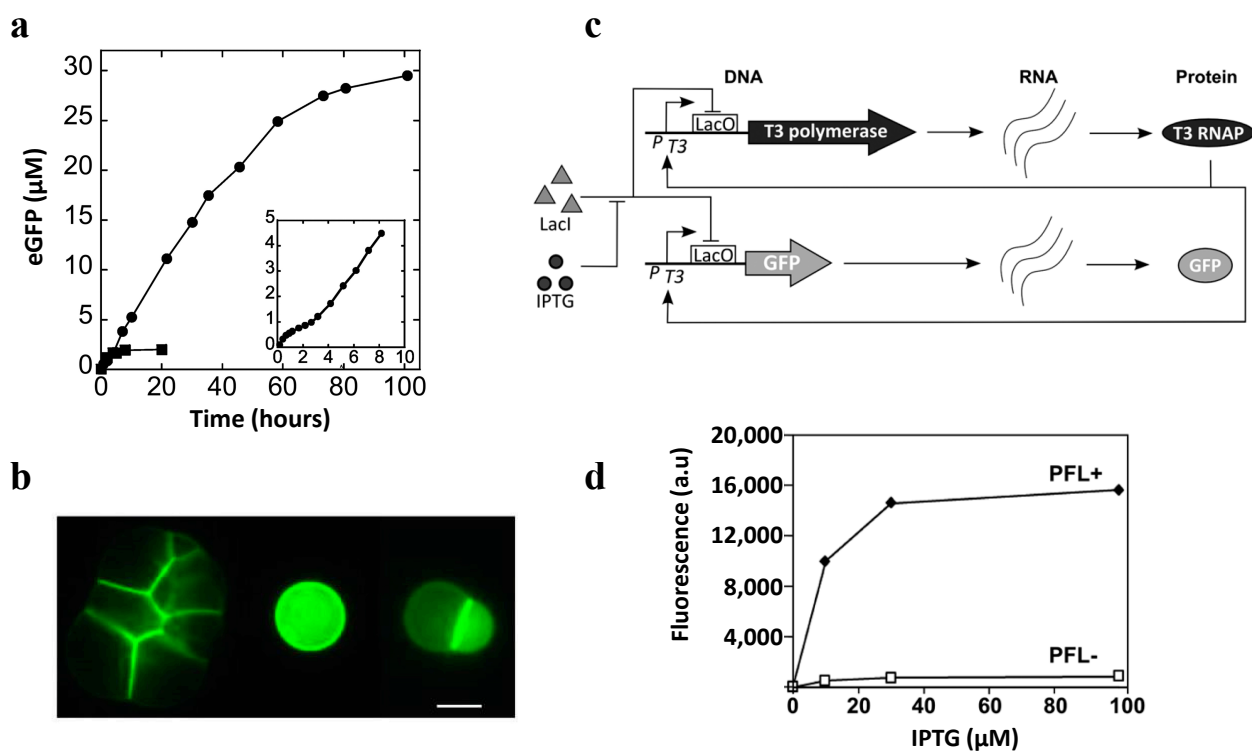 a
eGFP (µM)
30
25
20
15
10
5
0
0 20 40 60 80 100
Time (hours)
5
4
3
2
1
0
0 2 4 6 8 10
b
c
DNA RNA Protein
LacO T3 polymerase T3 RNAP
P T3
LacI
LacO GFP GFP
P T3
IPTG
d
Fluorescence (a.u)
20,000
16,000
12,000
8,000
4,000
PFL+
PFL-
0 20 40 60 80 100
IPTG (µM)